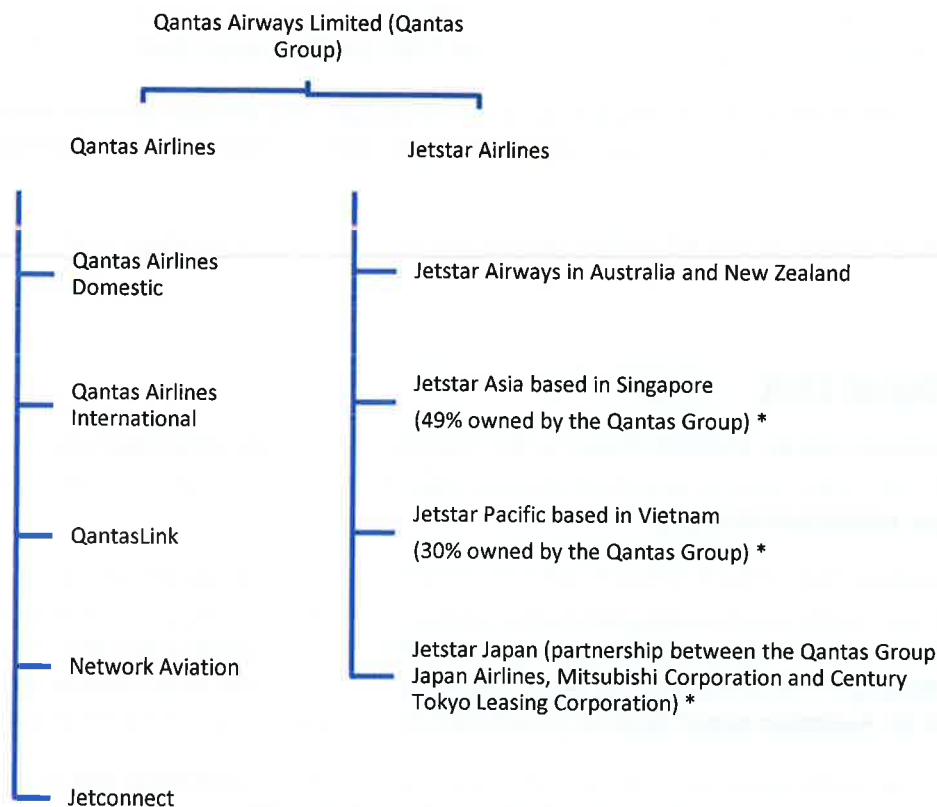 Qantas Airways Limited (Qantas
Group)
Qantas Airlines
Jetstar Airlines
Qantas Airlines
Domestic
Qantas Airlines
International
QantasLink
Network Aviation
Jetconnect
Jetstar Airways in Australia and New Zealand
Jetstar Asia based in Singapore
(49% owned by the Qantas Group) *
Jetstar Pacific based in Vietnam
(30% owned by the Qantas Group) *
Jetstar Japan (partnership between the Qantas Group
Japan Airlines, Mitsubishi Corporation and Century
Tokyo Leasing Corporation) *